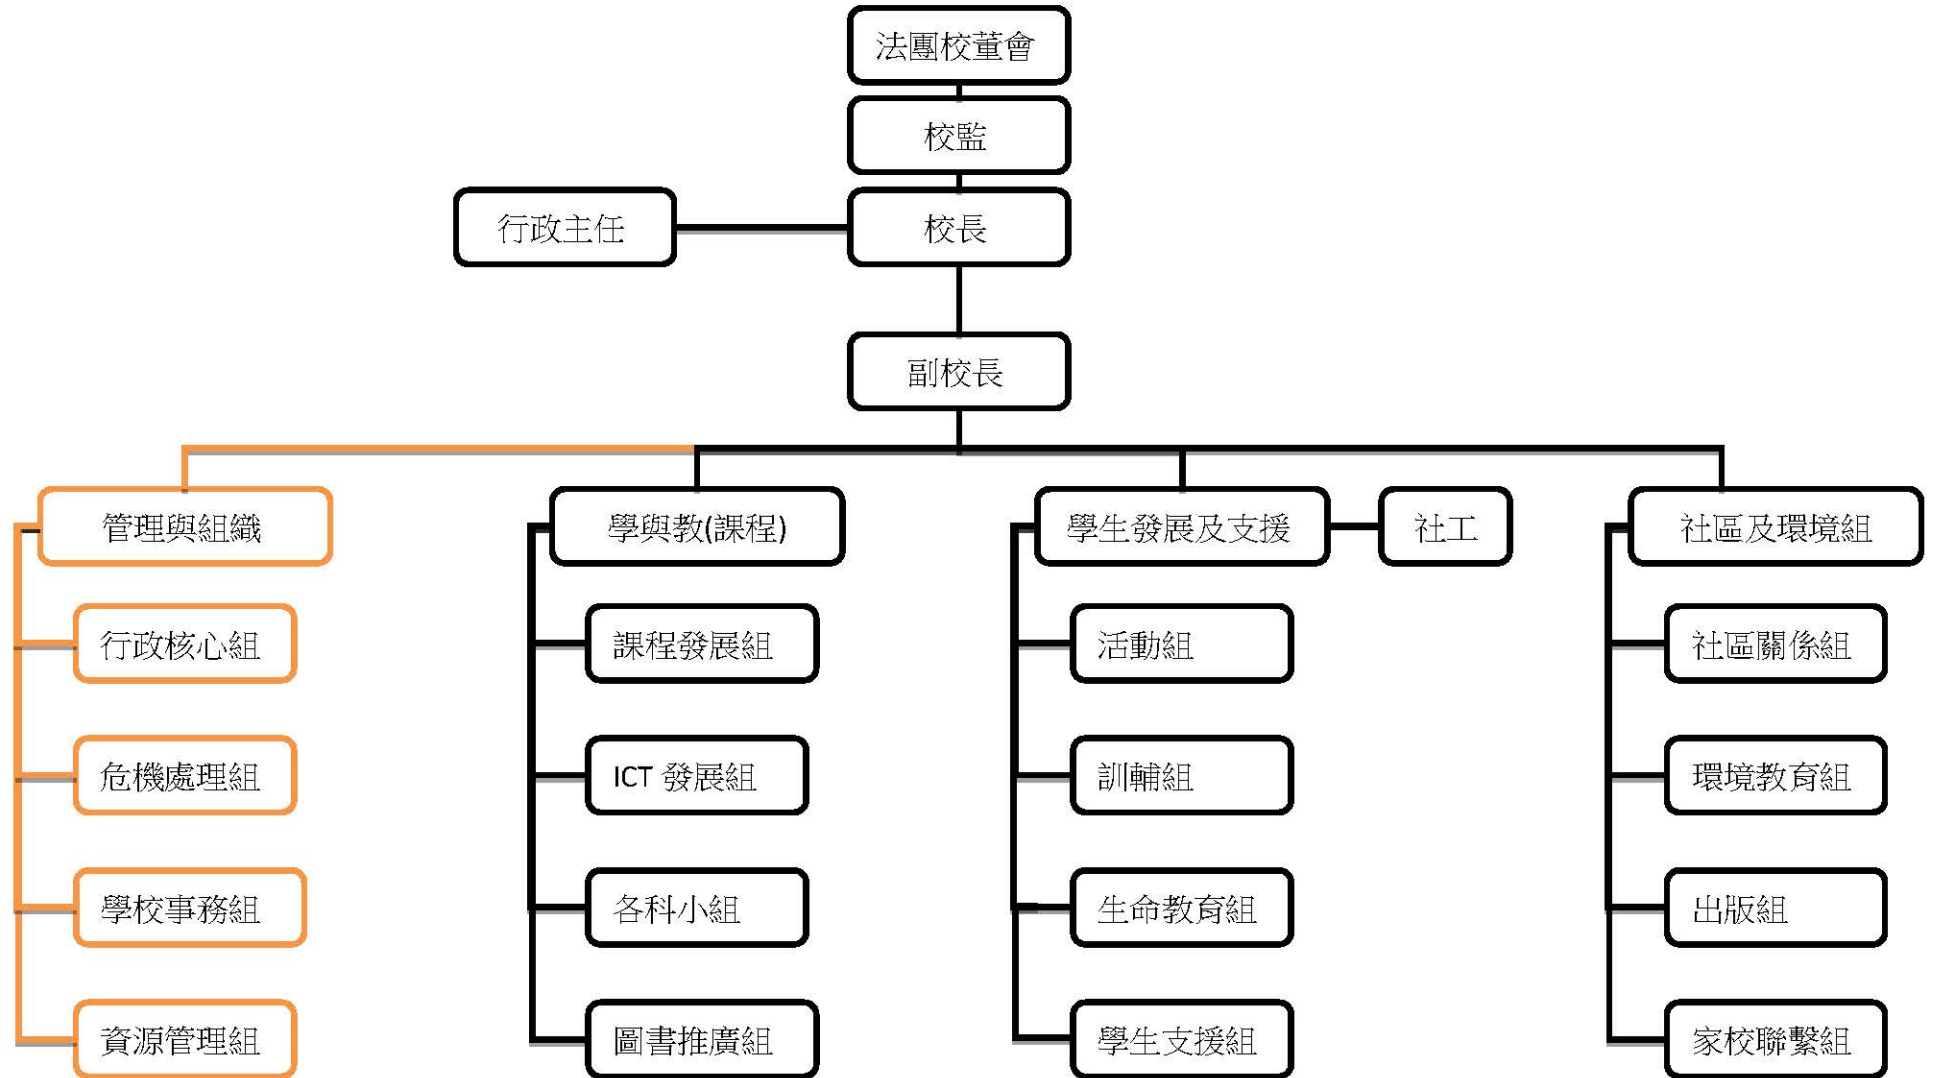 法團校董會
校監
行政主任
校長
副校長
管理與組織
學與教(課程)
學生發展及支援
社工
社區及環境組
行政核心組
課程發展組
活動組
社區關係組
危機處理組
ICT 發展組
訓輔組
環境教育組
學校事務組
各科小組
生命教育組
出版組
資源管理組
圖書推廣組
學生支援組
家校聯繫組